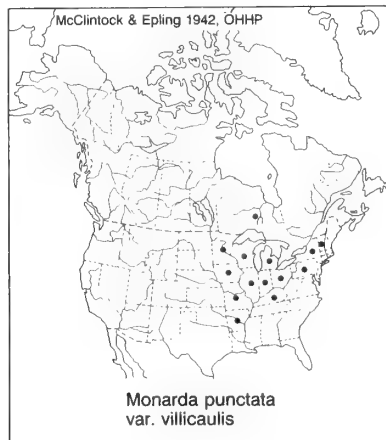 McClintock & Epling 1942, OHHP
Monarda punctata
var. villicaulis